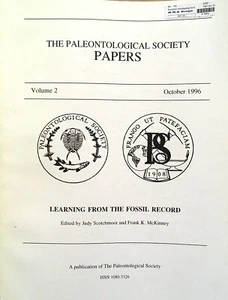 THE PALEONTOLOGICAL SOCIETY
PAPERS
Volume 2
October 1996
PALEONTOLOGICAL SOCIETY
FRANGO UT PATEFACIAM
PS
1908
LEARNING FROM THE FOSSIL RECORD
Edited by Judy Scotchmoor and Frank K. McKinney
A publication of The Paleontological Society
ISSN 1089-3326